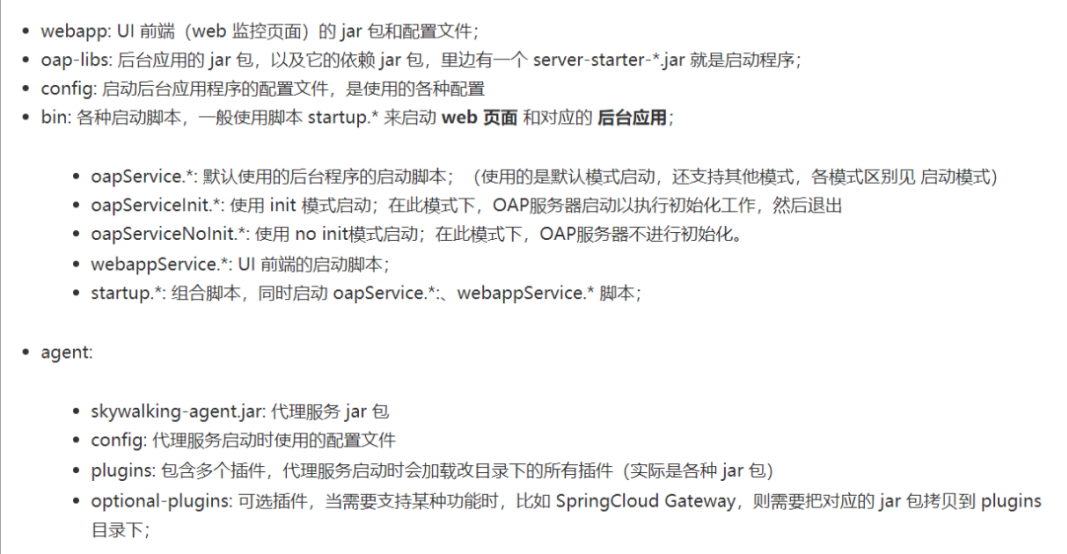 webapp: UI 前端（web 监控页面）的 jar 包和配置文件；
oap-libs: 后台应用的 jar 包，以及它的依赖 jar 包，里边有一个 server-starter-*.jar 就是启动程序；
config: 启动后台应用程序的配置文件，是使用的各种配置
bin: 各种启动脚本，一般使用脚本 startup.* 来启动 web 页面 和对应的 后台应用；
oapService.*: 默认使用的后台程序的启动脚本；（使用的是默认模式启动，还支持其他模式，各模式区别见 启动模式）
oapServiceInit.*: 使用 init 模式启动；在此模式下，OAP服务器启动以执行初始化工作，然后退出
oapServiceNoInit.*: 使用 no init模式启动；在此模式下，OAP服务器不进行初始化。
webappService.*: UI 前端的启动脚本；
startup.*: 组合脚本，同时启动 oapService.*:、webappService.* 脚本；
agent:
skywalking-agent.jar: 代理服务 jar 包
config: 代理服务启动时使用的配置文件
plugins: 包含多个插件，代理服务启动时会加载改目录下的所有插件（实际是各种 jar 包）
optional-plugins: 可选插件，当需要支持某种功能时，比如 SpringCloud Gateway，则需要把对应的 jar 包拷贝到 plugins
目录下；